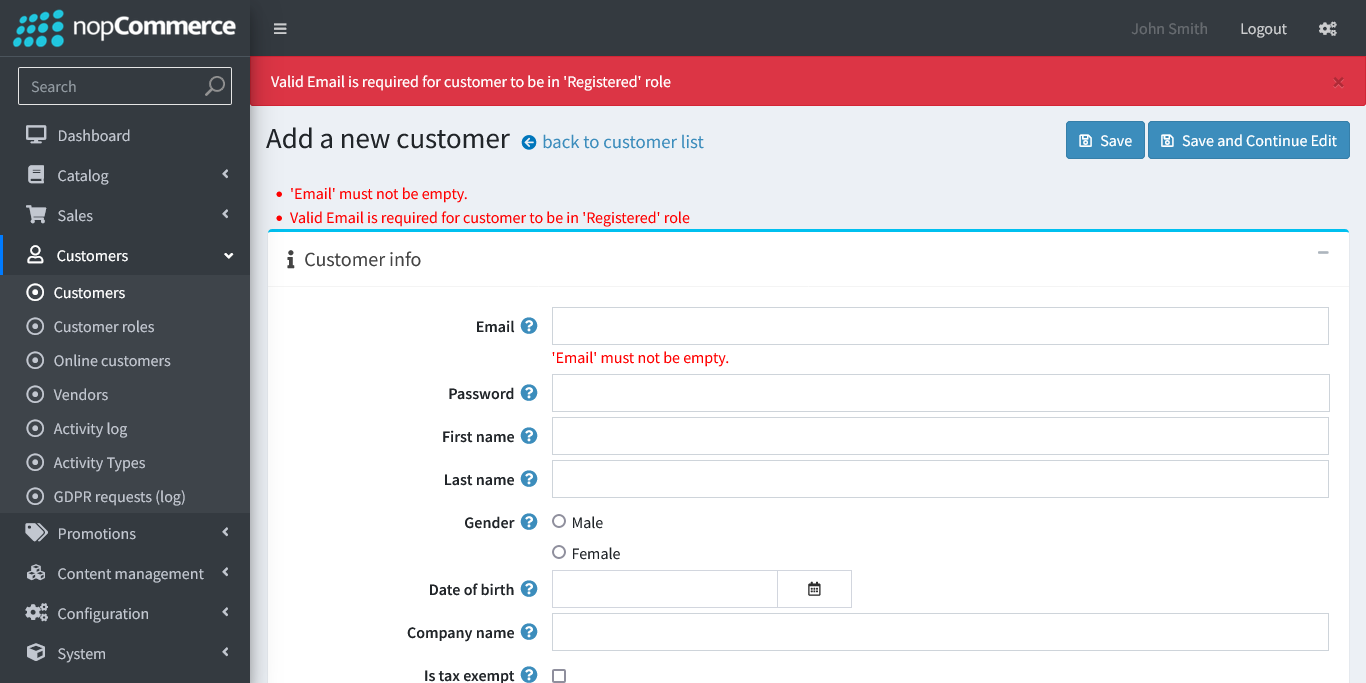 nopCommerce
John Smith
Logout
Search
Valid Email is required for customer to be in 'Registered' role
×
Dashboard
Catalog
Sales
Customers
Customers
Customer roles
Online customers
Vendors
Activity log
Activity Types
GDPR requests (log)
Promotions
Content management
Configuration
System
Add a new customer
back to customer list
Save
Save and Continue Edit
'Email' must not be empty.
Valid Email is required for customer to be in 'Registered' role
Customer info
Email ?
'Email' must not be empty.
Password ?
First name ?
Last name ?
Gender ?
Male
Female
Date of birth ?
Company name ?
Is tax exempt ?